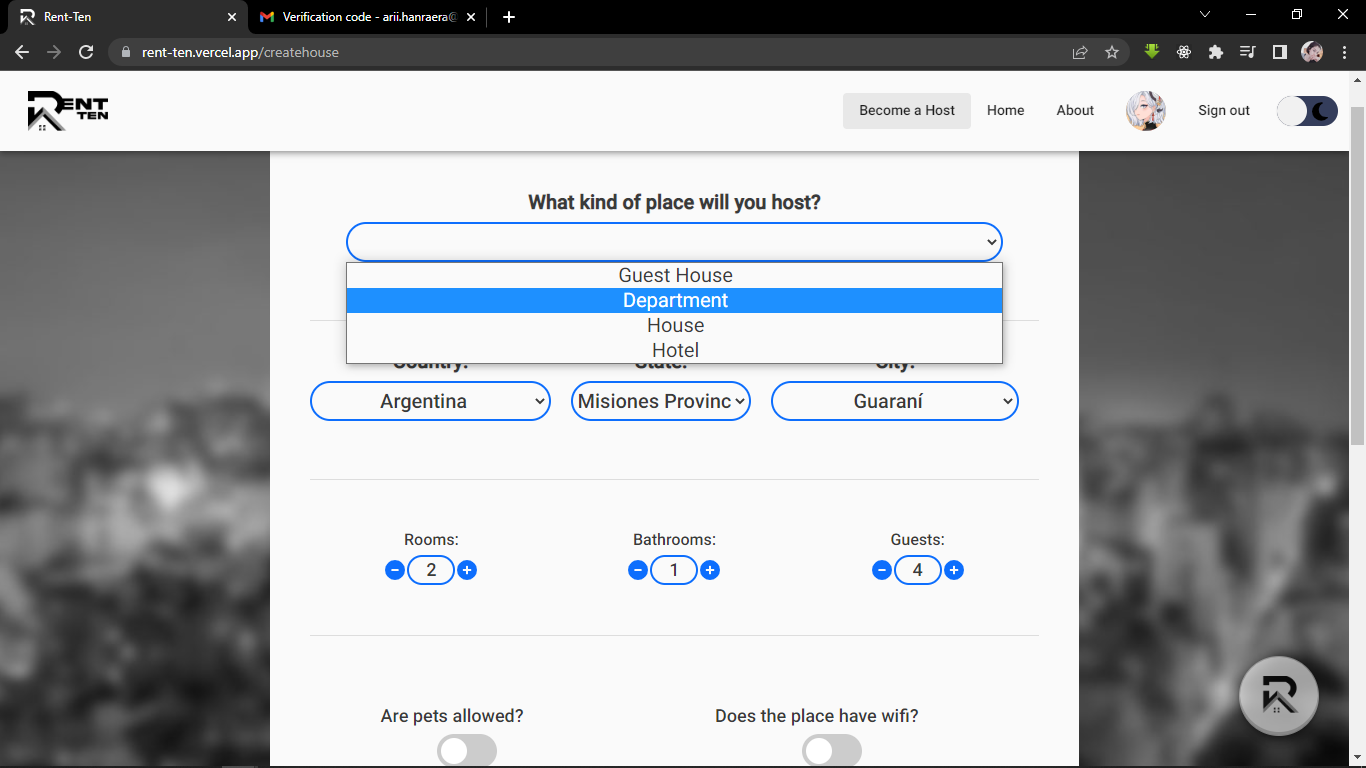 Rent-Ten
Verification code - arii.hanraera@
rent-ten.vercel.app/createhouse
RENT
TEN
Become a Host
Home
About
Sign out
What kind of place will you host?
Guest House
Department
House
Hotel
Country:
State:
City:
Argentina
Misiones Provinc
Guaraní
Rooms:
Bathrooms:
Guests:
2
1
4
Are pets allowed?
Does the place have wifi?